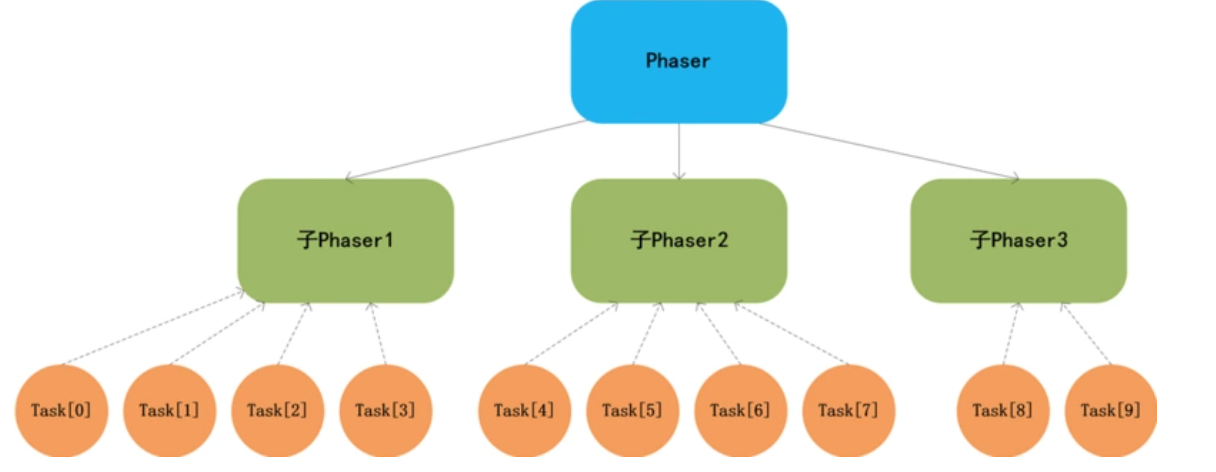 Phaser
子Phaser1
子Phaser2
子Phaser3
Task[0]
Task[1]
Task[2]
Task[3]
Task[4]
Task[5]
Task[6]
Task[7]
Task[8]
Task[9]